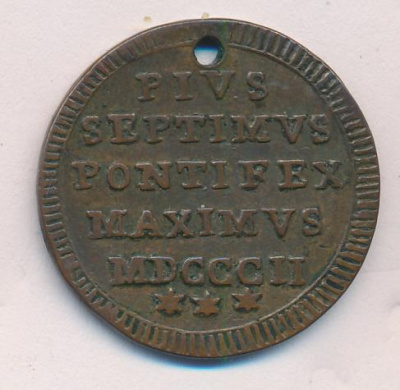 PIVS
SEPTIMVS
PONTIFEX
MAXIMVS
MDCCCII